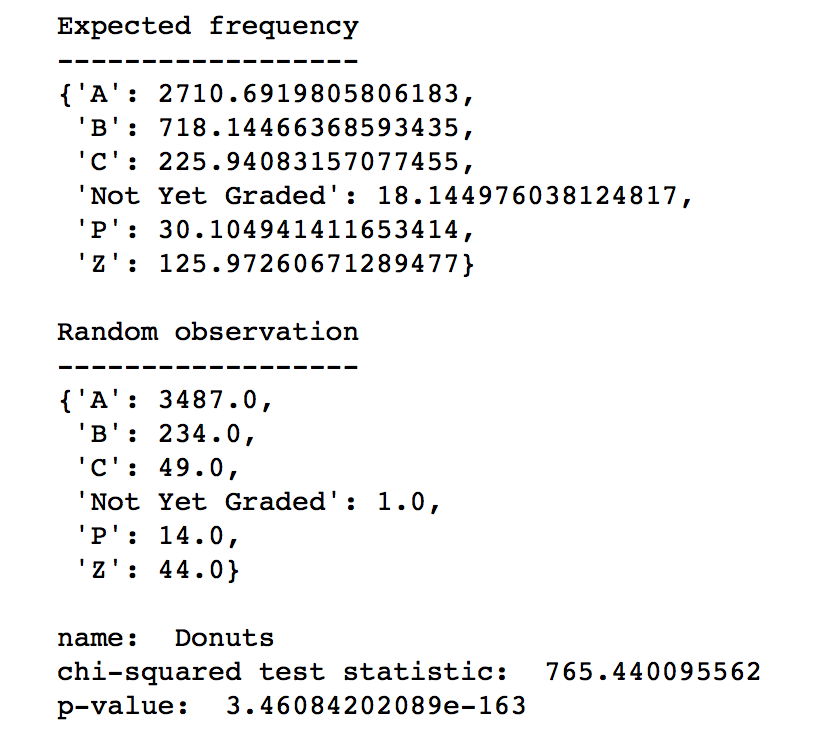 Expected frequency
------------------
{'A': 2710.6919805806183,
 'B': 718.14466368593435,
 'C': 225.94083157077455,
 'Not Yet Graded': 18.144976038124817,
 'P': 30.104941411653414,
 'Z': 125.97260671289477}

Random observation
------------------
{'A': 3487.0,
 'B': 234.0,
 'C': 49.0,
 'Not Yet Graded': 1.0,
 'P': 14.0,
 'Z': 44.0}

name:  Donuts
chi-squared test statistic:  765.440095562
p-value:  3.46084202089e-163